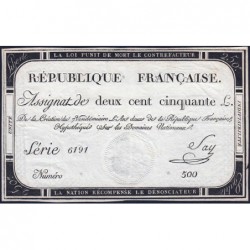 LA LOI PUNIT DE MORT LE CONTREFACTEUR
RÉPUBLIQUE FRANÇAISE.
Assignat de deux cent cinquante L.
De la Création du Vendémiaire L'An deux de la République Française,
Hypothéqué sur les Domaines Nationaux.
Série 6191
Say
Numéro 500
UNITÉ
LA NATION RÉCOMPENSE LE DÉNONCIATEUR